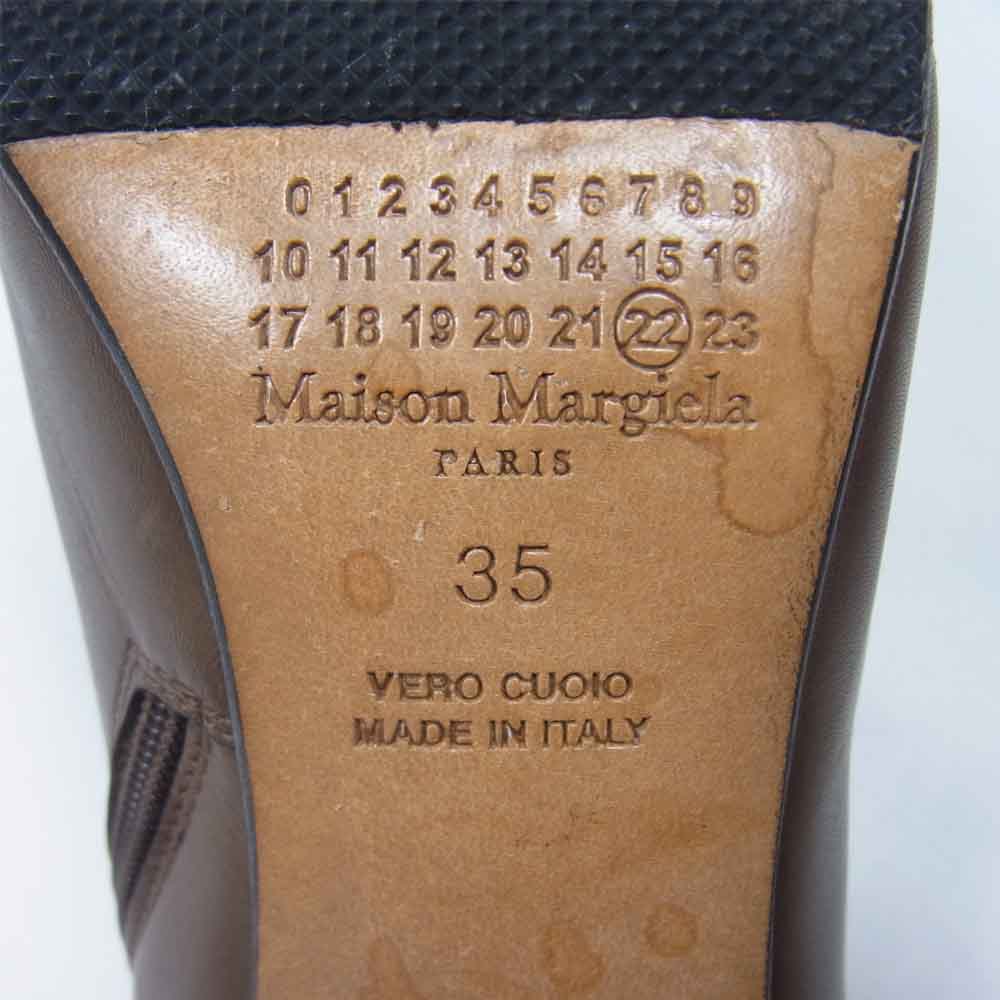 0 1 2 3 4 5 6 7 8 9
10 11 12 13 14 15 16
17 18 19 20 21 22 23
Maison Margiela
PARIS
35
VERO CUOIO
MADE IN ITALY